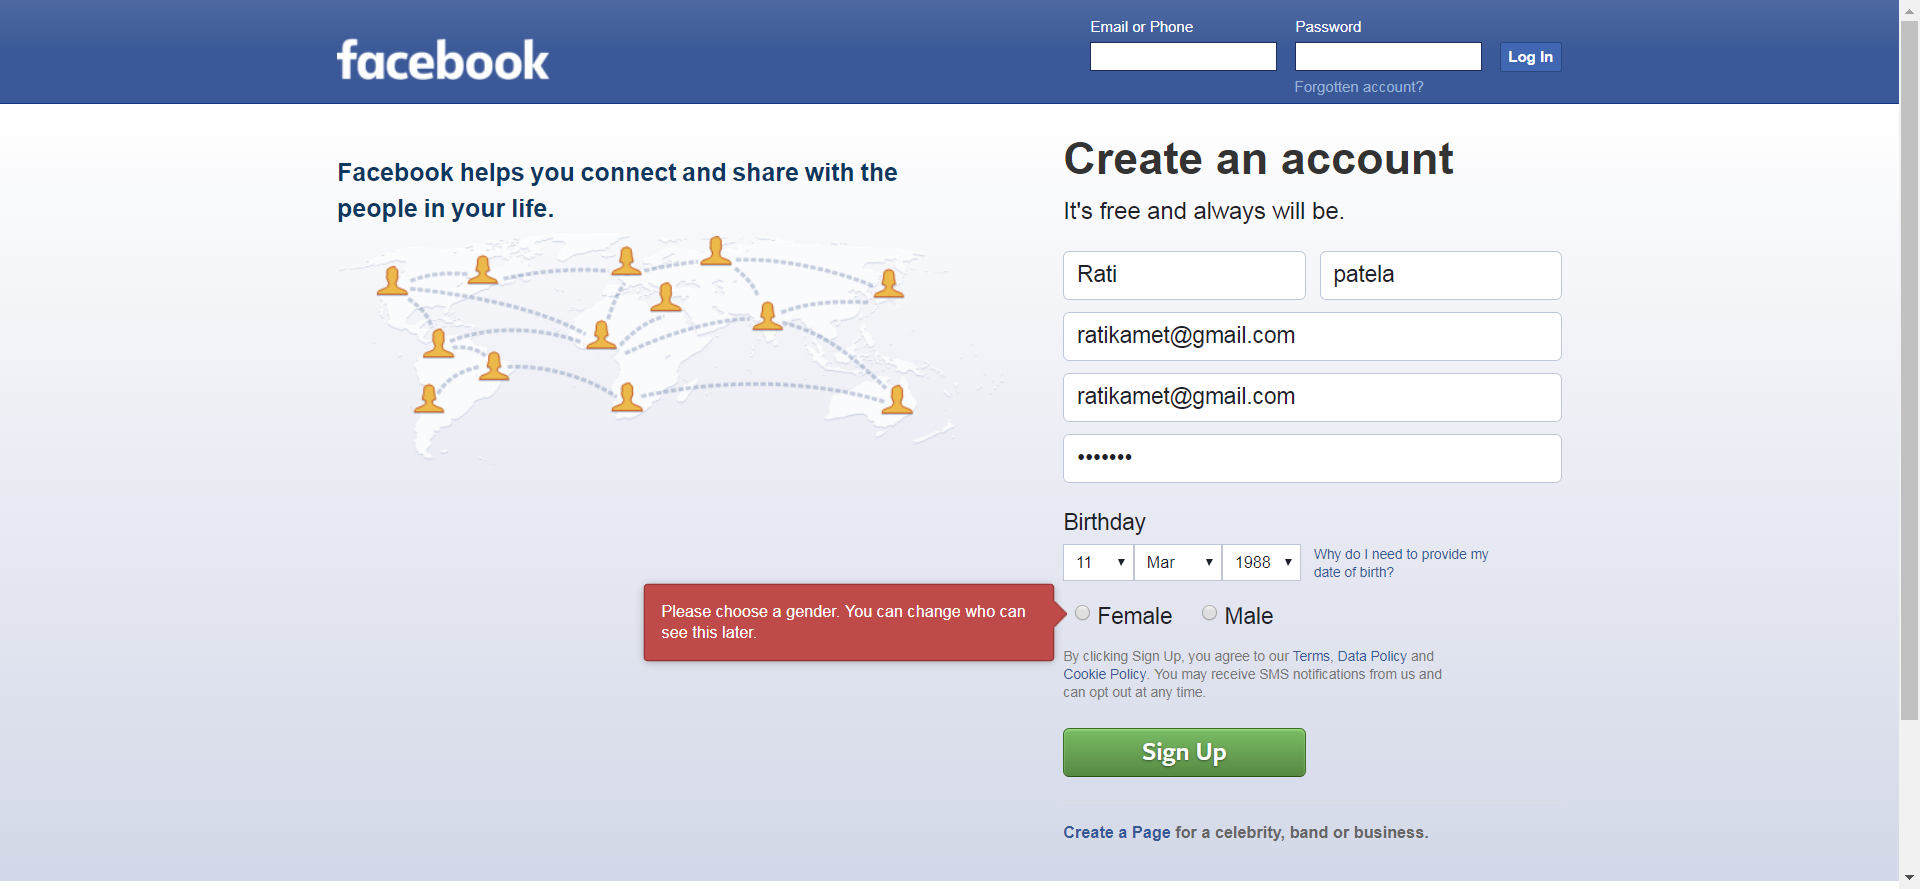 facebook
Email or Phone
Password
Log In
Forgotten account?
Facebook helps you connect and share with the
people in your life.
Create an account
It's free and always will be.
Rati
patela
ratikamet@gmail.com
ratikamet@gmail.com
•••••••
Birthday
11
Mar
1988
Why do I need to provide my
date of birth?
Please choose a gender. You can change who can
see this later.
Female
Male
By clicking Sign Up, you agree to our Terms, Data Policy and
Cookie Policy. You may receive SMS notifications from us and
can opt out at any time.
Sign Up
Create a Page for a celebrity, band or business.